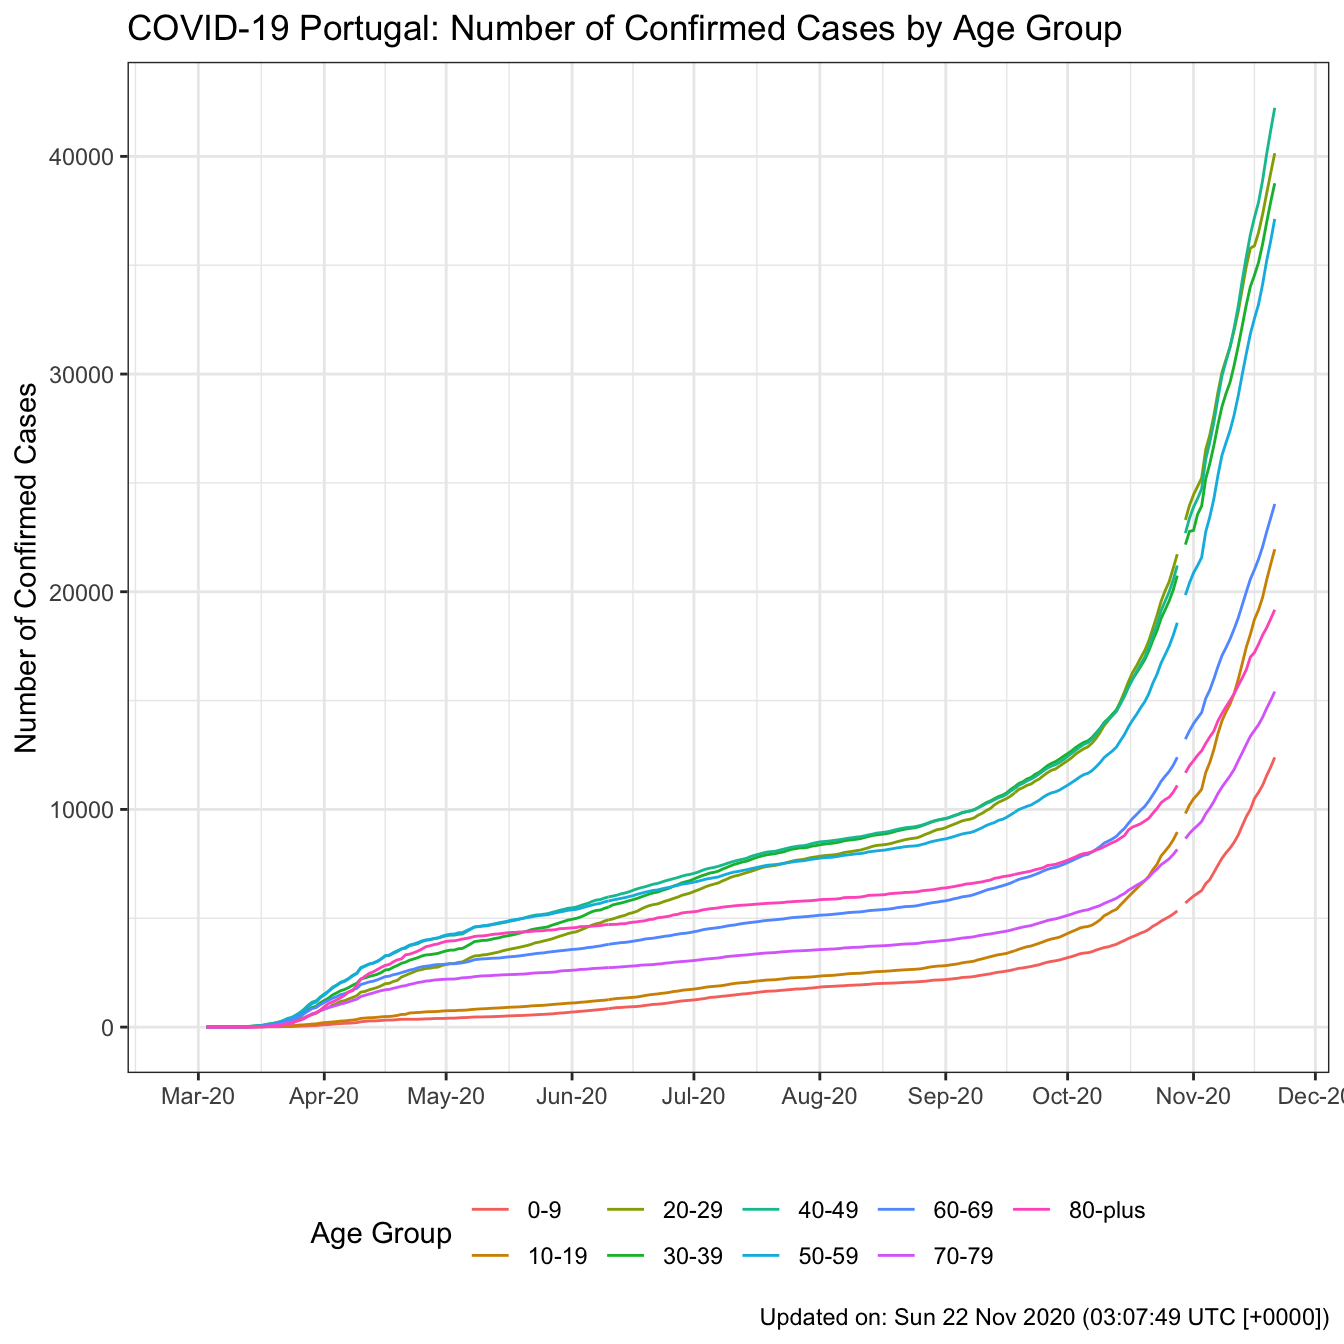 COVID-19 Portugal: Number of Confirmed Cases by Age Group
Number of Confirmed Cases
40000
30000
20000
10000
0
Mar-20 Apr-20 May-20 Jun-20 Jul-20 Aug-20 Sep-20 Oct-20 Nov-20 Dec-20
Age Group
0-9 20-29 40-49 60-69 80-plus
10-19 30-39 50-59 70-79
Updated on: Sun 22 Nov 2020 (03:07:49 UTC [+0000])